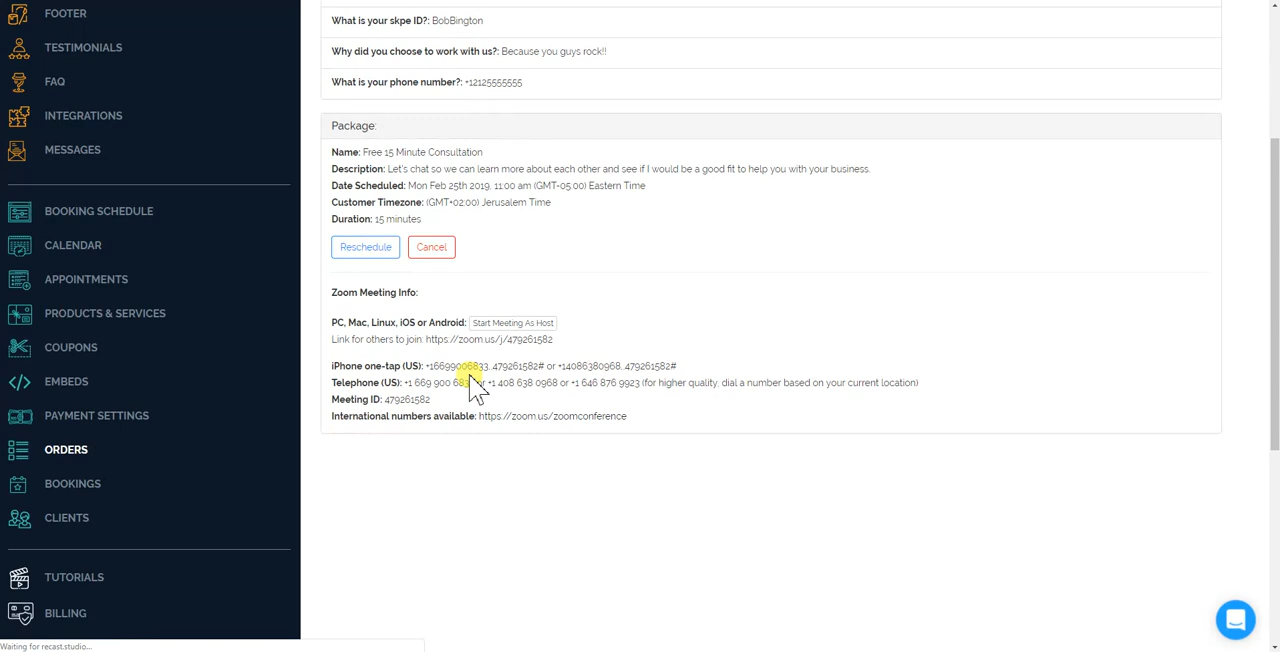 FOOTER
TESTIMONIALS
FAQ
INTEGRATIONS
MESSAGES
BOOKING SCHEDULE
CALENDAR
APPOINTMENTS
PRODUCTS & SERVICES
COUPONS
EMBEDS
PAYMENT SETTINGS
ORDERS
BOOKINGS
CLIENTS
TUTORIALS
BILLING
Waiting for recast.studio...
What is your skpe ID?: BobBington
Why did you choose to work with us?: Because you guys rock!!
What is your phone number?: +12125555555
Package:
Name: Free 15 Minute Consultation
Description: Let's chat so we can learn more about each other and see if I would be a good fit to help you with your business.
Date Scheduled: Mon Feb 25th 2019, 11:00 am (GMT-05:00) Eastern Time
Customer Timezone: (GMT+02:00) Jerusalem Time
Duration: 15 minutes
Reschedule Cancel
Zoom Meeting Info:
PC, Mac, Linux, iOS or Android: Start Meeting As Host
Link for others to join: https://zoom.us/j/479261582
iPhone one-tap (US): +16699006833,,479261582# or +14086380968,,479261582#
Telephone (US): +1 669 900 or +1 408 638 0968 or +1 646 876 9923 (for higher quality, dial a number based on your current location)
Meeting ID: 479261582
International numbers available: https://zoom.us/zoomconference